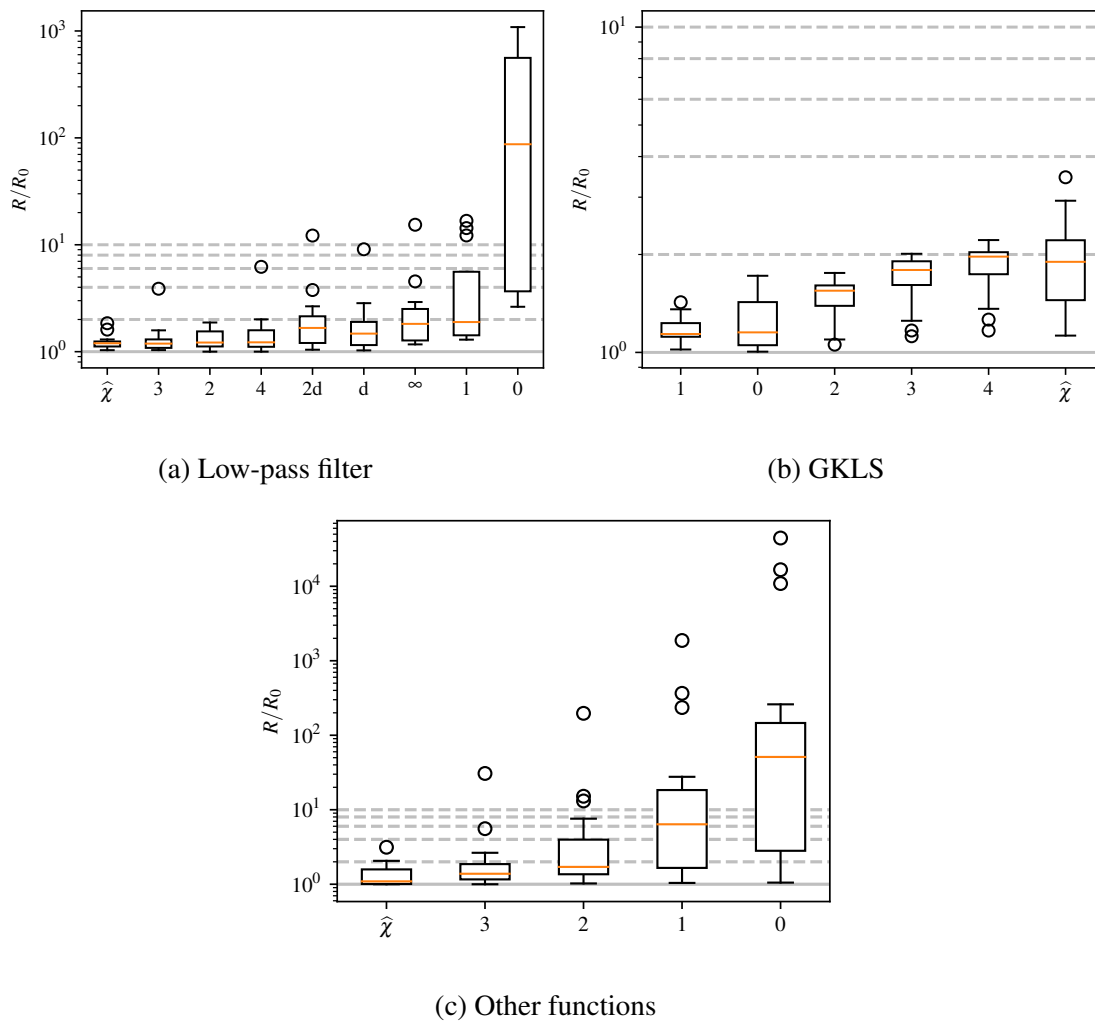 10³
10²
10¹
10⁰
R/R₀
χ̂ 3 2 4 2d d ∞ 1 0
(a) Low-pass filter
10¹
10⁰
R/R₀
1 0 2 3 4 χ̂
(b) GKLS
10⁴
10³
10²
10¹
10⁰
R/R₀
χ̂ 3 2 1 0
(c) Other functions